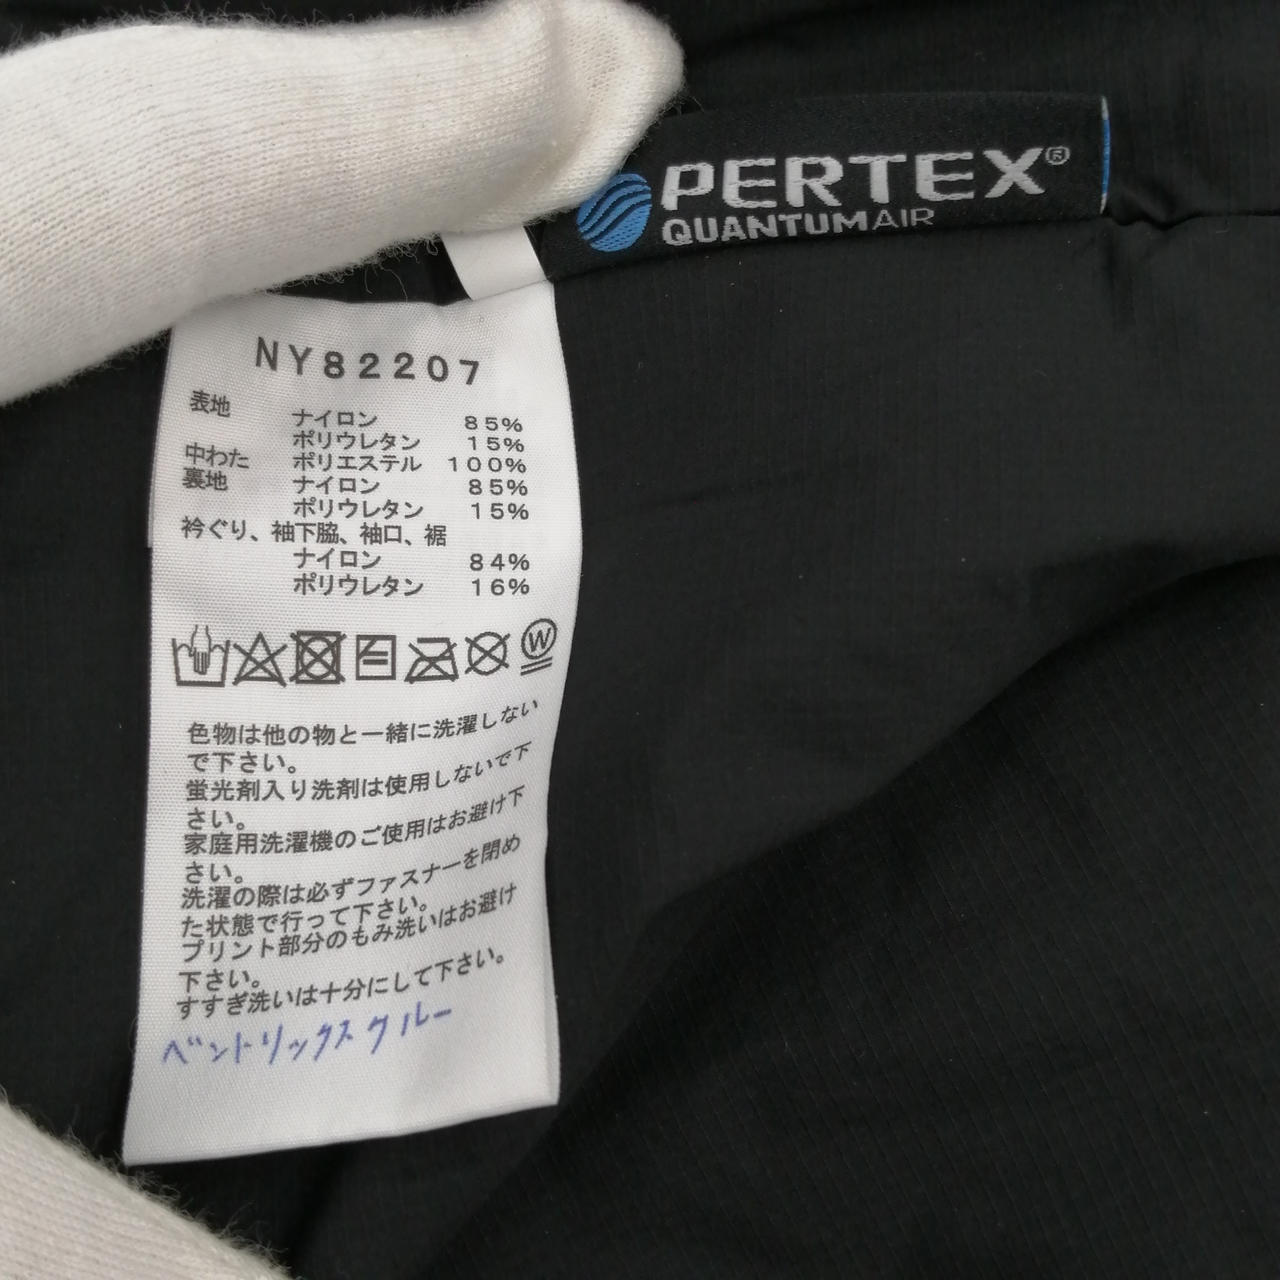 PERTEX®
QUANTUMAIR
NY82207
表地 ナイロン 85%
ポリウレタン 15%
中わた ポリエステル 100%
裏地 ナイロン 85%
ポリウレタン 15%
衿ぐり、袖下脇、袖口、裾
ナイロン 84%
ポリウレタン 16%
W
色物は他の物と一緒に洗濯しない
で下さい。
蛍光剤入り洗剤は使用しないで下
さい。
家庭用洗濯機のご使用はお避け下
さい。
洗濯の際は必ずファスナーを閉め
た状態で行って下さい。
プリント部分のもみ洗いはお避け
下さい。
すすぎ洗いは十分にして下さい。
ベントリックスクルー